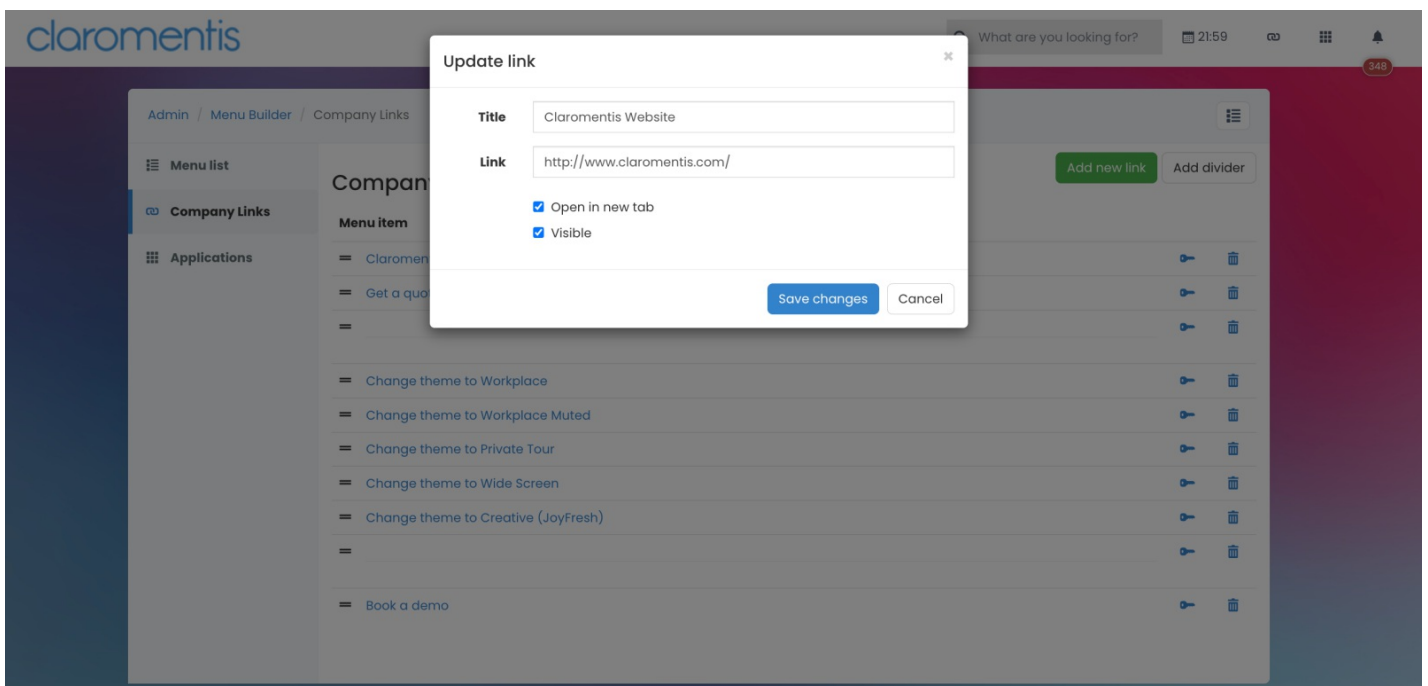 claromentis
What are you looking for?
21:59
348
Update link
×
Title
Claromentis Website
Link
http://www.claromentis.com/
Open in new tab
Visible
Save changes
Cancel
Admin / Menu Builder / Company Links
Menu list
Company Links
Applications
Compan
Add new link
Add divider
Menu item
Claromen
Get a quo
Change theme to Workplace
Change theme to Workplace Muted
Change theme to Private Tour
Change theme to Wide Screen
Change theme to Creative (JoyFresh)
Book a demo